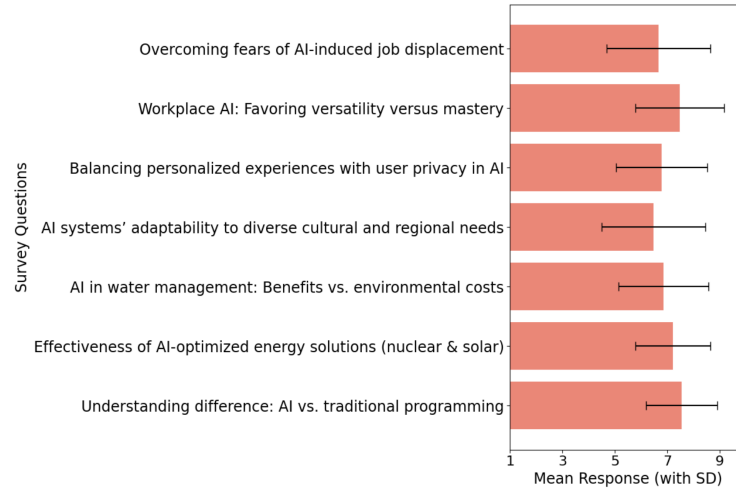 Survey Questions
Overcoming fears of AI-induced job displacement
Workplace AI: Favoring versatility versus mastery
Balancing personalized experiences with user privacy in AI
AI systems’ adaptability to diverse cultural and regional needs
AI in water management: Benefits vs. environmental costs
Effectiveness of AI-optimized energy solutions (nuclear & solar)
Understanding difference: AI vs. traditional programming
1 3 5 7 9
Mean Response (with SD)